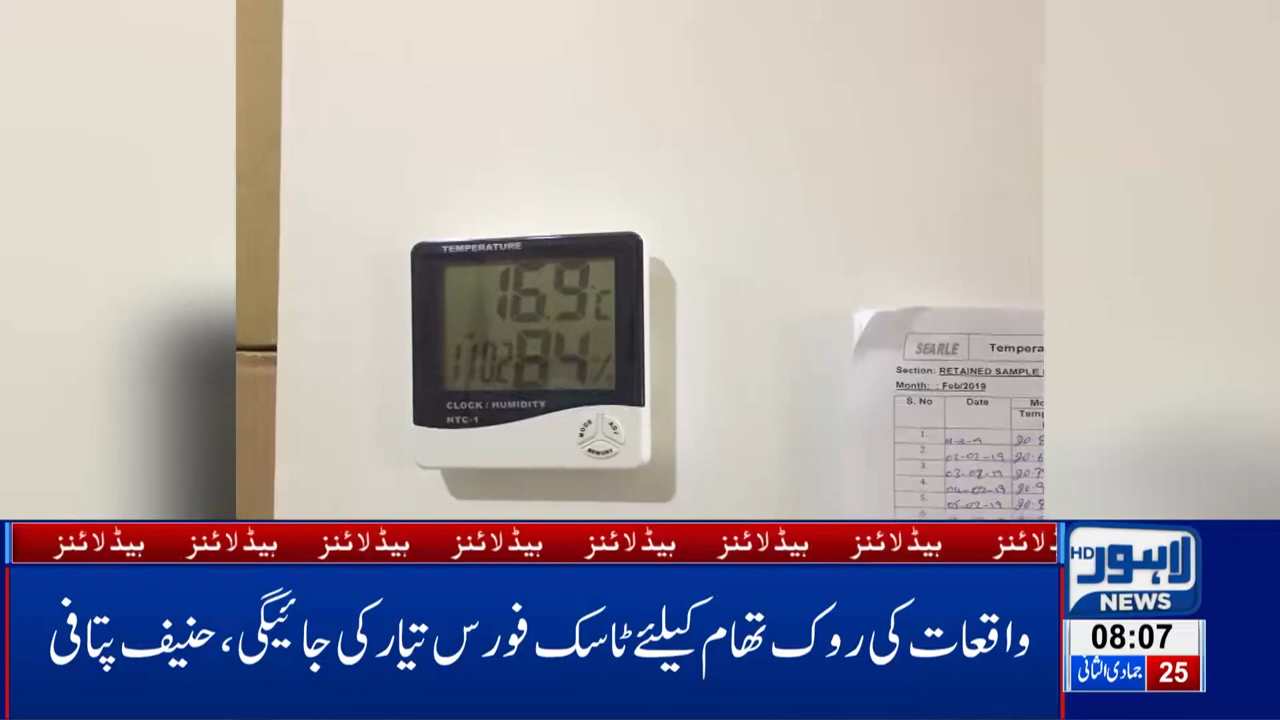 TEMPERATURE
16.9°C
84%
CLOCK / HUMIDITY
HTC-1
MODE
ADJ
MEMORY
SEARLE
Tempera
Section: RETAINED SAMPLE
Month: : Feb/2019
S. No Date Mo
Temp
1.
2. 02-02-19
3. 03-02-19
4. 04-02-19
5. 05-02-19
ہیڈلائنز ہیڈلائنز ہیڈلائنز ہیڈلائنز ہیڈلائنز ہیڈلائنز ہیڈلائنز
واقعات کی روک تھام کیلئے ٹاسک فورس تیار کی جائیگی، حنیف پتافی
لاہور
HD
NEWS
08:07
25 جمادی الثانی